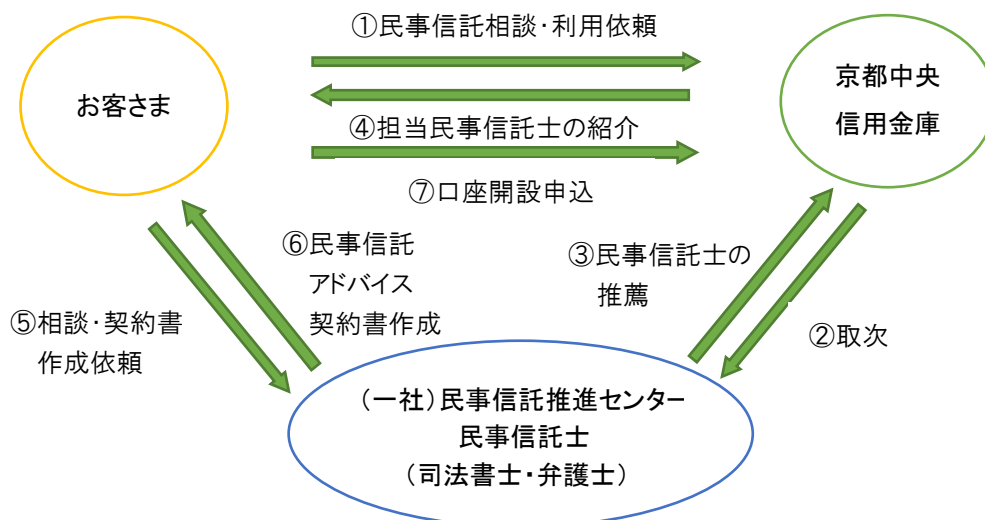 ①民事信託相談・利用依頼
お客さま
京都中央
信用金庫
④担当民事信託士の紹介
⑦口座開設申込
⑥民事信託
アドバイス
契約書作成
③民事信託士の
推薦
⑤相談・契約書
作成依頼
②取次
（一社）民事信託推進センター
民事信託士
（司法書士・弁護士）